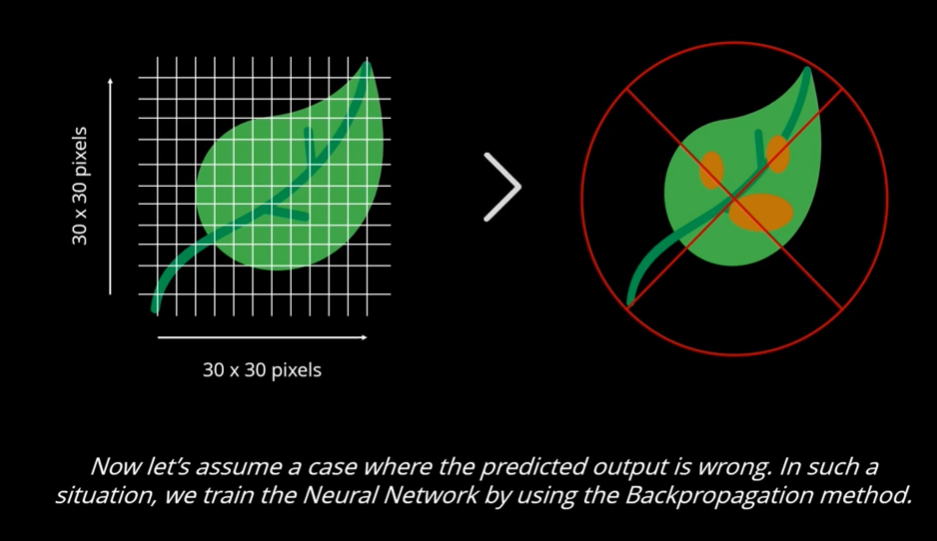 30 x 30 pixels
30 x 30 pixels
Now let's assume a case where the predicted output is wrong. In such a
situation, we train the Neural Network by using the Backpropagation method.